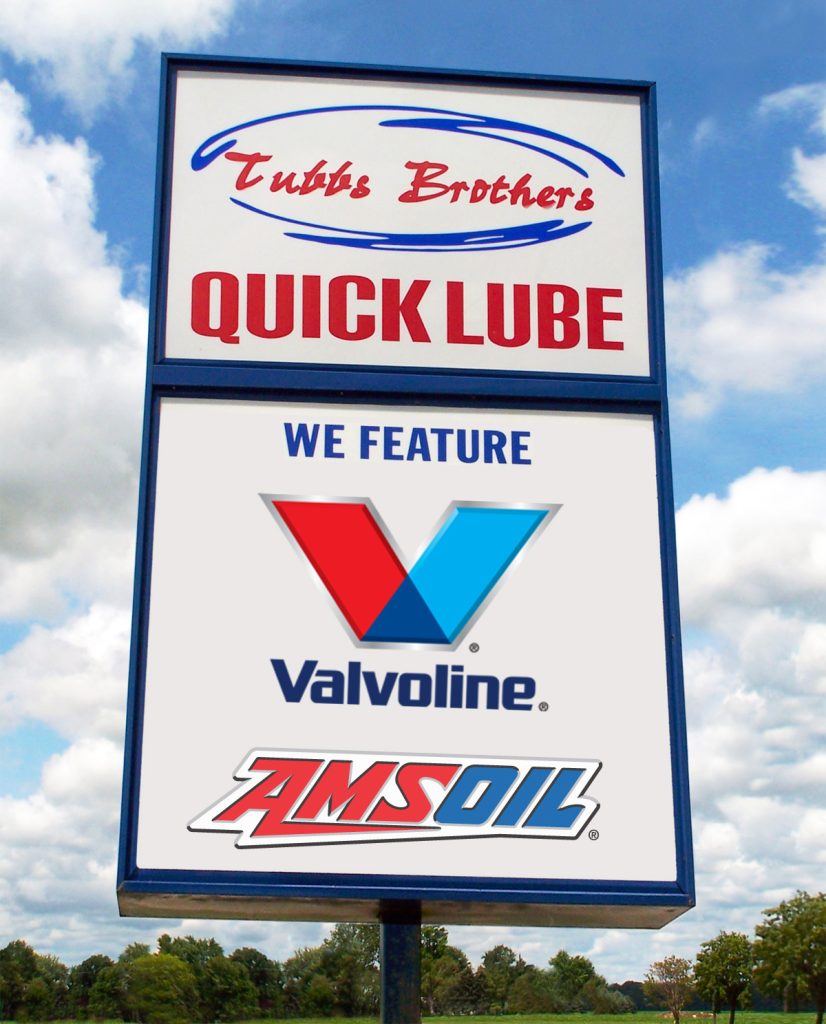 Tubbs Brothers
QUICK LUBE
WE FEATURE
Valvoline®
AMSOIL®